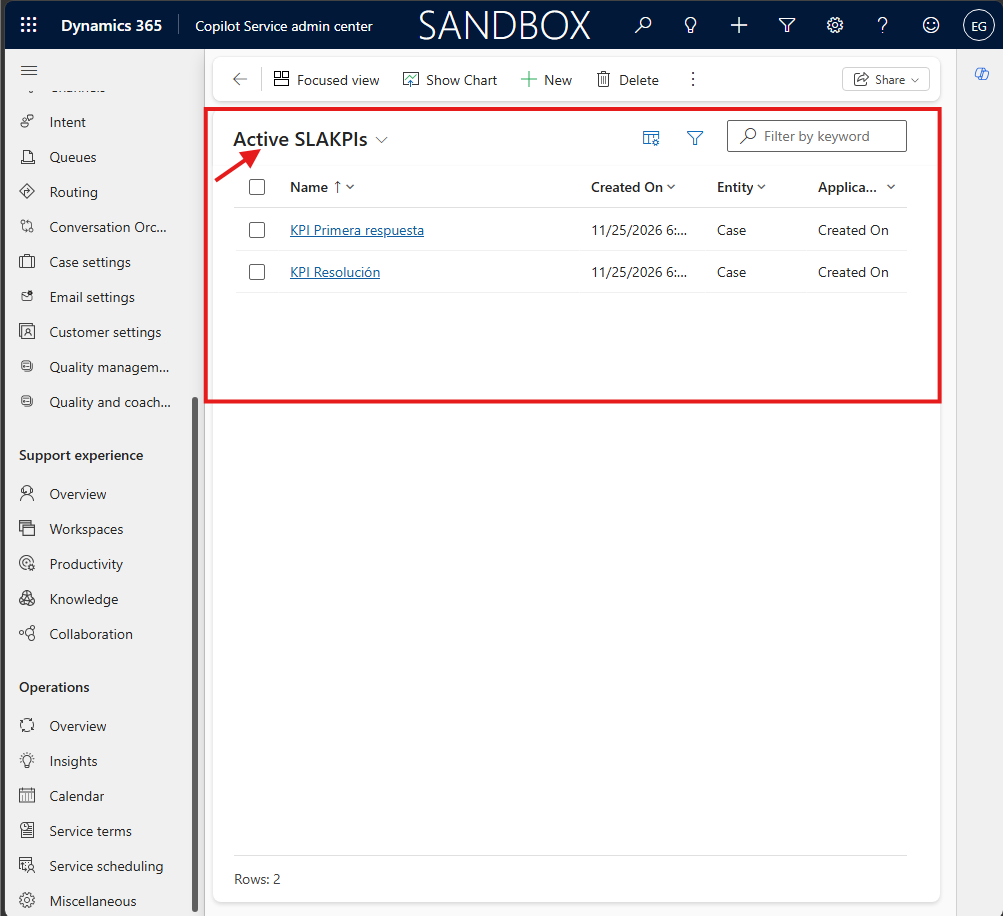 Dynamics 365 Copilot Service admin center SANDBOX EG
Focused view Show Chart New Delete Share
Channels
Intent
Queues
Routing
Conversation Orc...
Case settings
Email settings
Customer settings
Quality managem...
Quality and coach...
Support experience
Overview
Workspaces
Productivity
Knowledge
Collaboration
Operations
Overview
Insights
Calendar
Service terms
Service scheduling
Miscellaneous
Active SLAKPIs Filter by keyword
Name ↑ Created On Entity Applica...
KPI Primera respuesta 11/25/2026 6:... Case Created On
KPI Resolución 11/25/2026 6:... Case Created On
Rows: 2